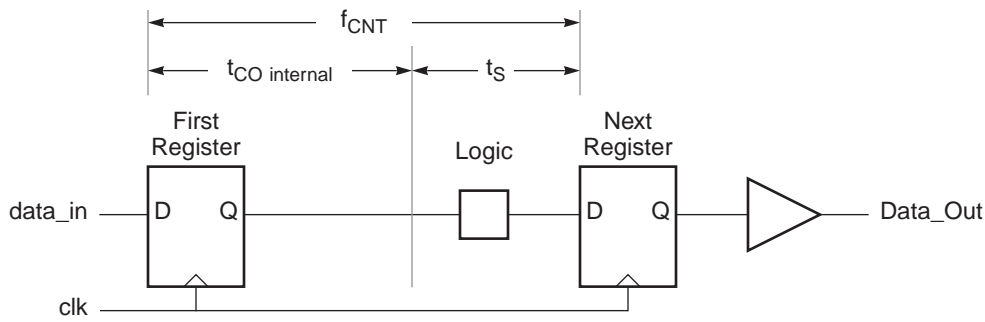 fCNT
tCO internal
tS
First
Register
Logic
Next
Register
data_in
D
Q
D
Q
Data_Out
clk